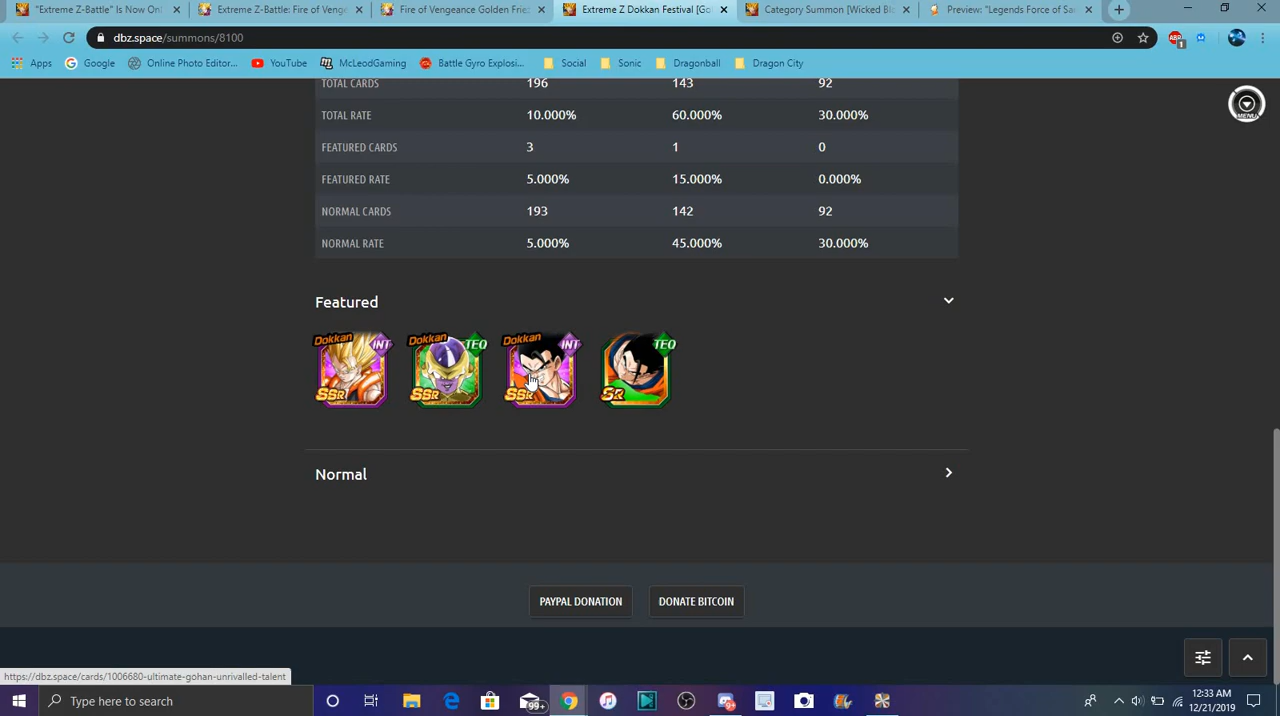 "Extreme Z-Battle" Is Now On
Extreme Z-Battle: Fire of Venge
Fire of Vengeance Golden Frie
Extreme Z Dokkan Festival [Go
Category Summon [Wicked Blo
Preview: "Legends Force of Sa
dbz.space/summons/8100
ABP
1
Apps
Google
Online Photo Editor...
YouTube
McLeodGaming
Battle Gyro Explosi...
Social
Sonic
Dragonball
Dragon City
MENU
TOTAL CARDS 196 143 92
TOTAL RATE 10.000% 60.000% 30.000%
FEATURED CARDS 3 1 0
FEATURED RATE 5.000% 15.000% 0.000%
NORMAL CARDS 193 142 92
NORMAL RATE 5.000% 45.000% 30.000%
Featured
Dokkan INT SSR
Dokkan TEQ SSR
Dokkan INT SSR
TEQ SR
Normal
PAYPAL DONATION
DONATE BITCOIN
https://dbz.space/cards/1006680-ultimate-gohan-unrivalled-talent
Type here to search
99+
12:33 AM
12/21/2019